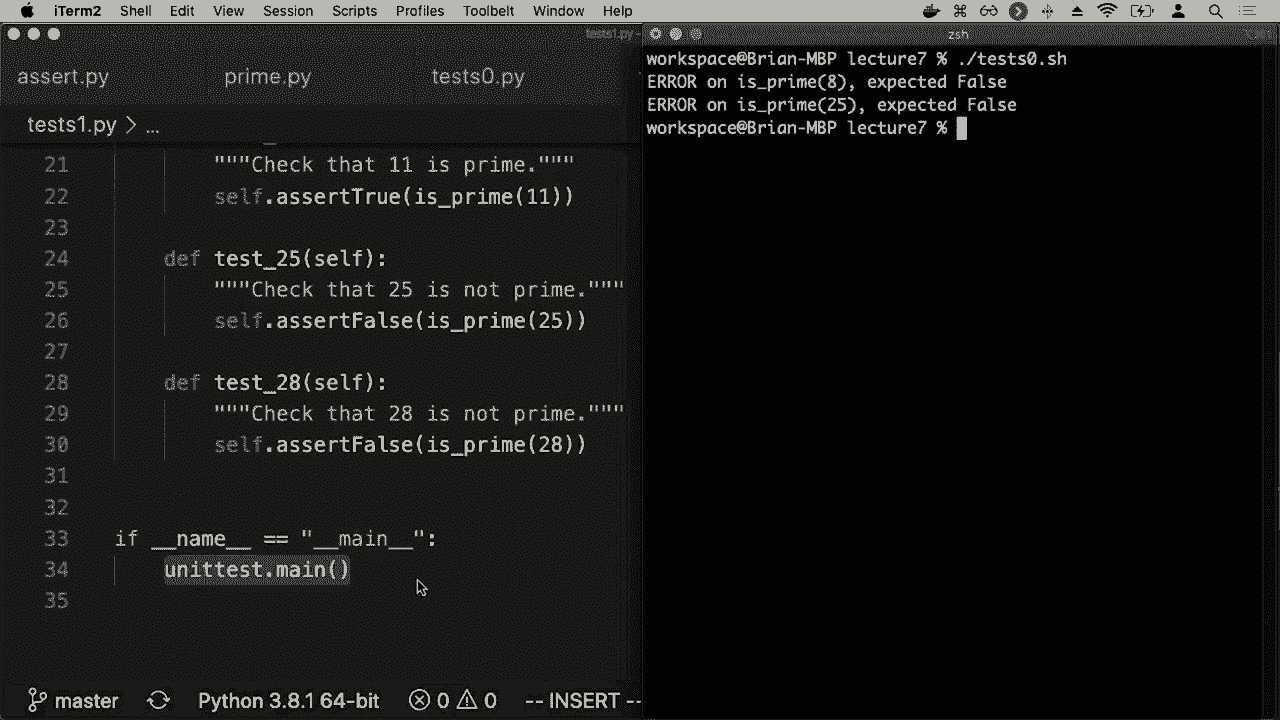 iTerm2 Shell Edit View Session Scripts Profiles Toolbelt Window Help
tests1.py -
zsh
assert.py prime.py tests0.py
tests1.py > ...
21 """Check that 11 is prime."""
22 self.assertTrue(is_prime(11))
23
24 def test_25(self):
25 """Check that 25 is not prime."""
26 self.assertFalse(is_prime(25))
27
28 def test_28(self):
29 """Check that 28 is not prime."""
30 self.assertFalse(is_prime(28))
31
32
33 if __name__ == "__main__":
34 unittest.main()
35
master Python 3.8.1 64-bit 0 0 -- INSERT --
workspace@Brian-MBP lecture7 % ./tests0.sh
ERROR on is_prime(8), expected False
ERROR on is_prime(25), expected False
workspace@Brian-MBP lecture7 %